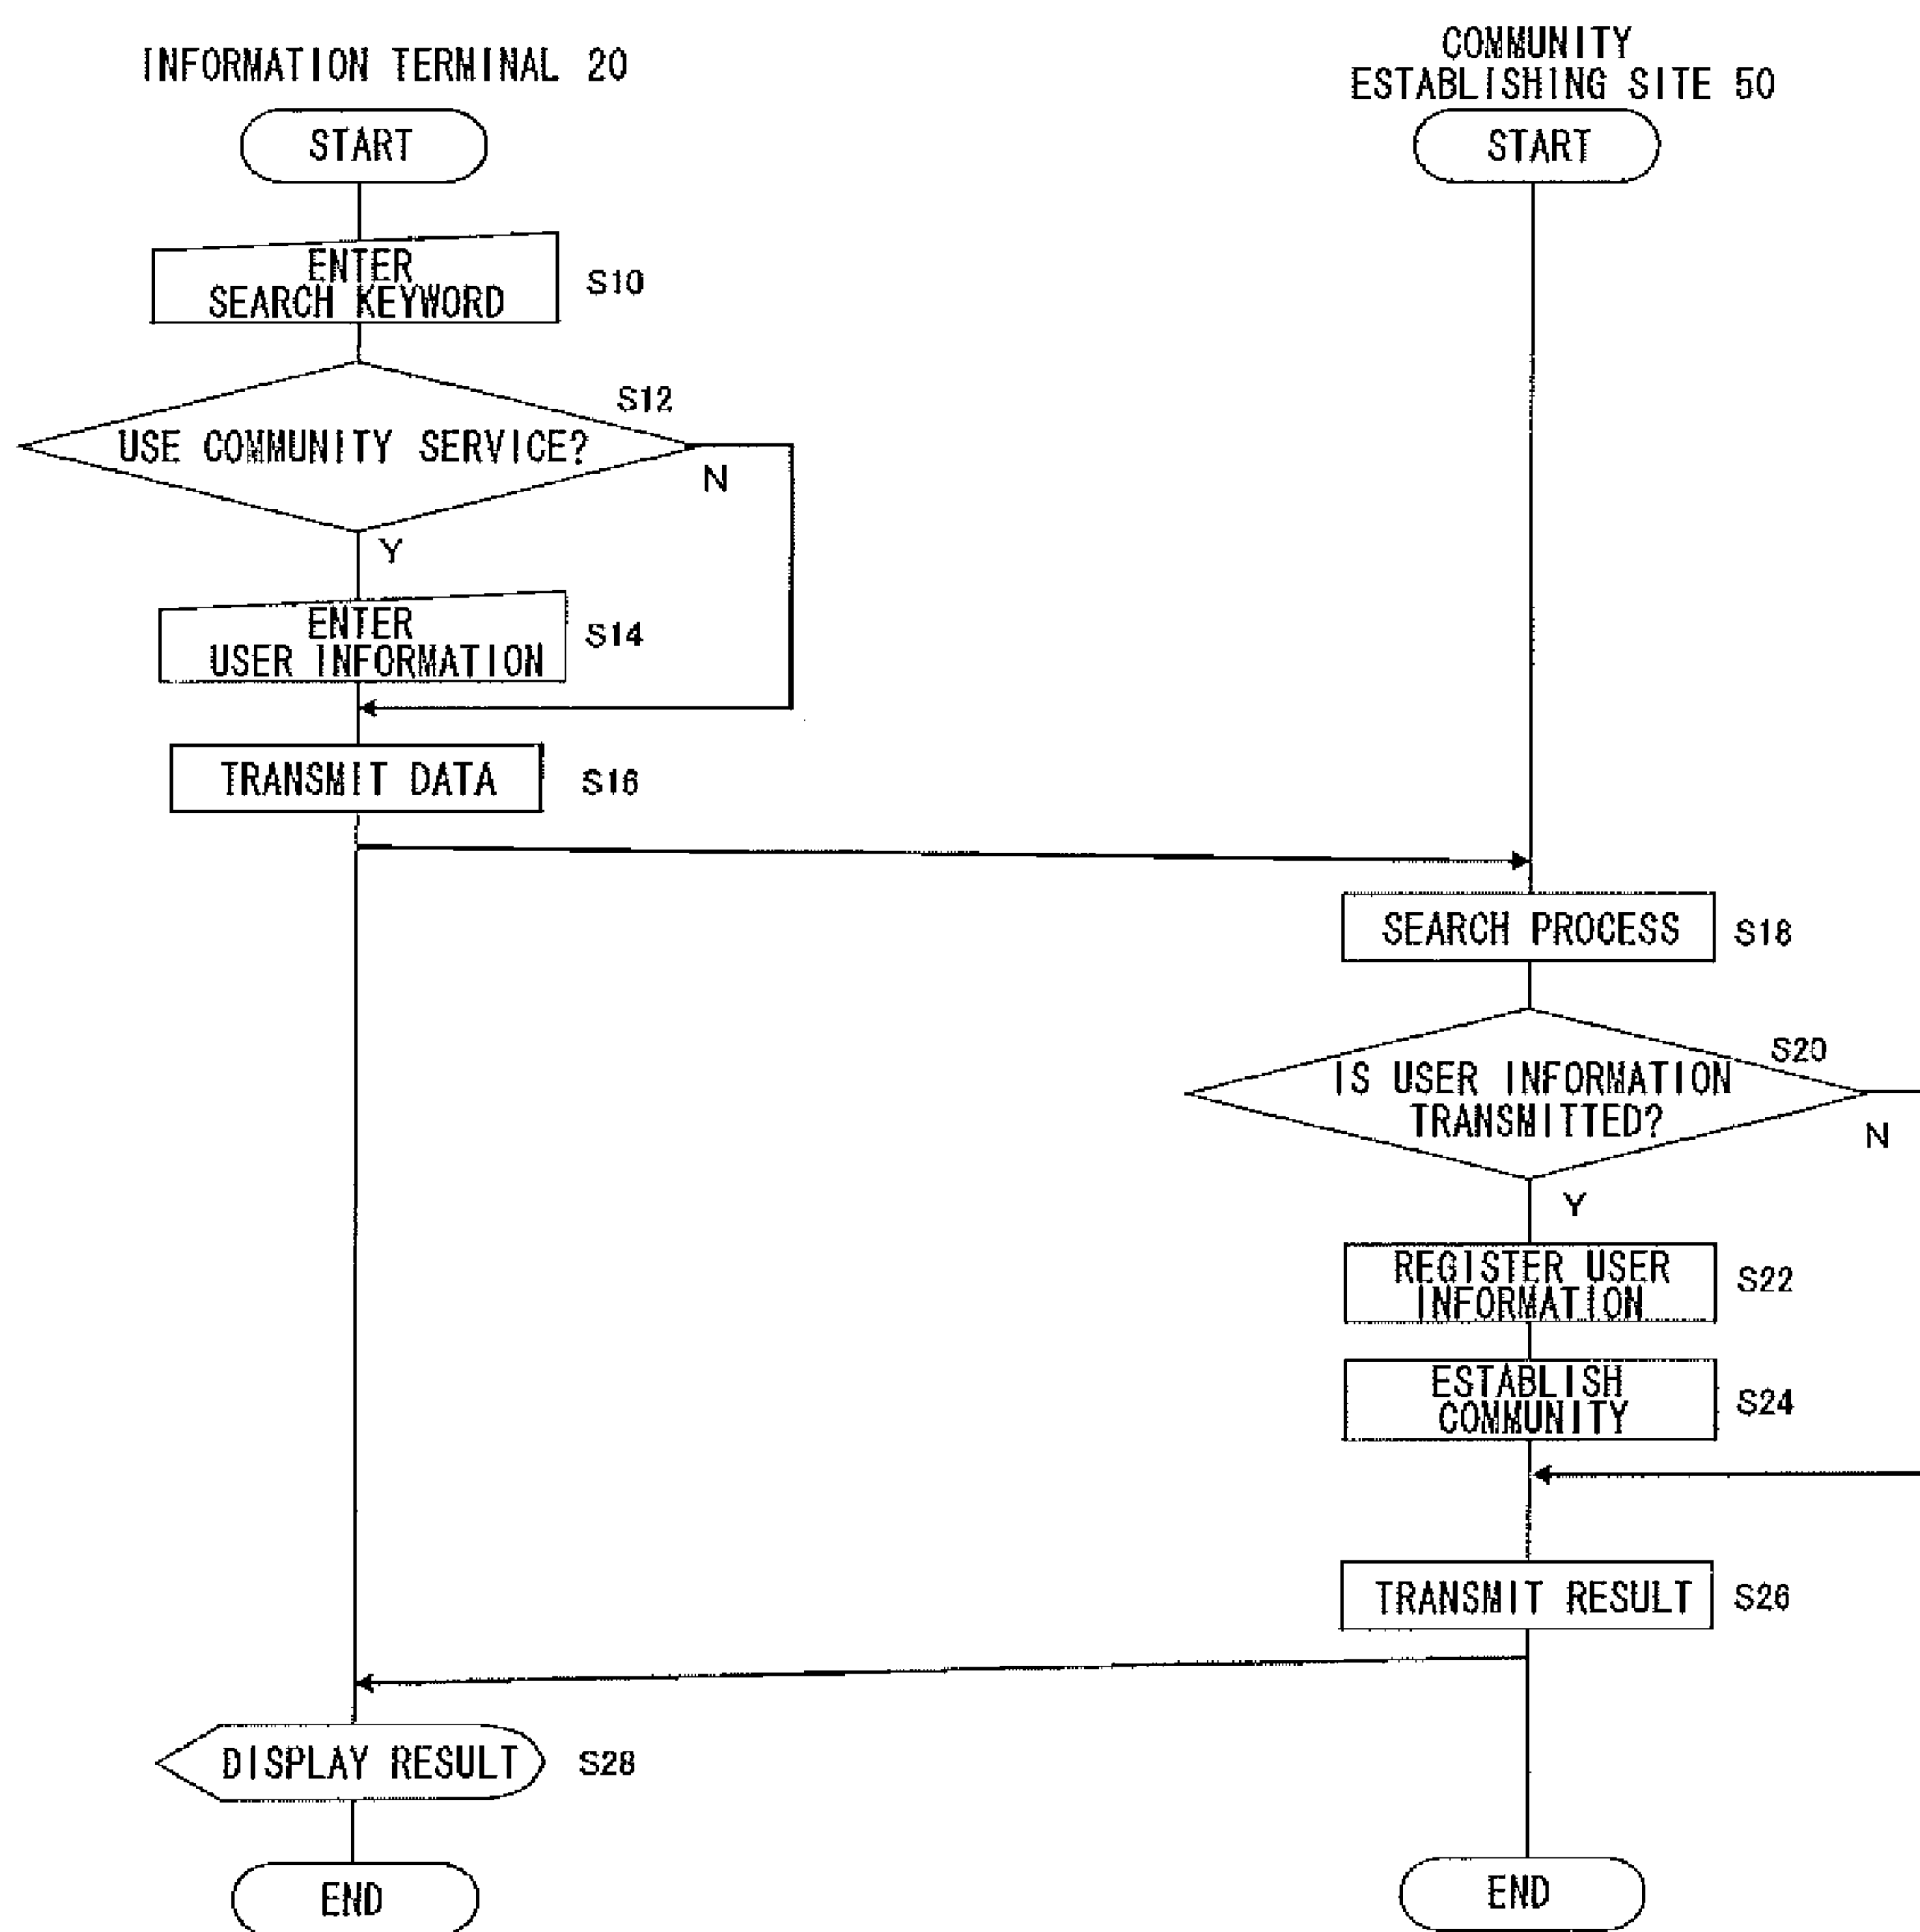 INFORMATION TERMINAL 20
START
ENTER
SEARCH KEYWORD
S10
USE COMMUNITY SERVICE?
S12
N
Y
ENTER
USER INFORMATION
S14
TRANSMIT DATA
S16
COMMUNITY
ESTABLISHING SITE 50
START
SEARCH PROCESS
S18
IS USER INFORMATION
TRANSMITTED?
S20
N
Y
REGISTER USER
INFORMATION
S22
ESTABLISH
COMMUNITY
S24
TRANSMIT RESULT
S26
DISPLAY RESULT
S28
END
END